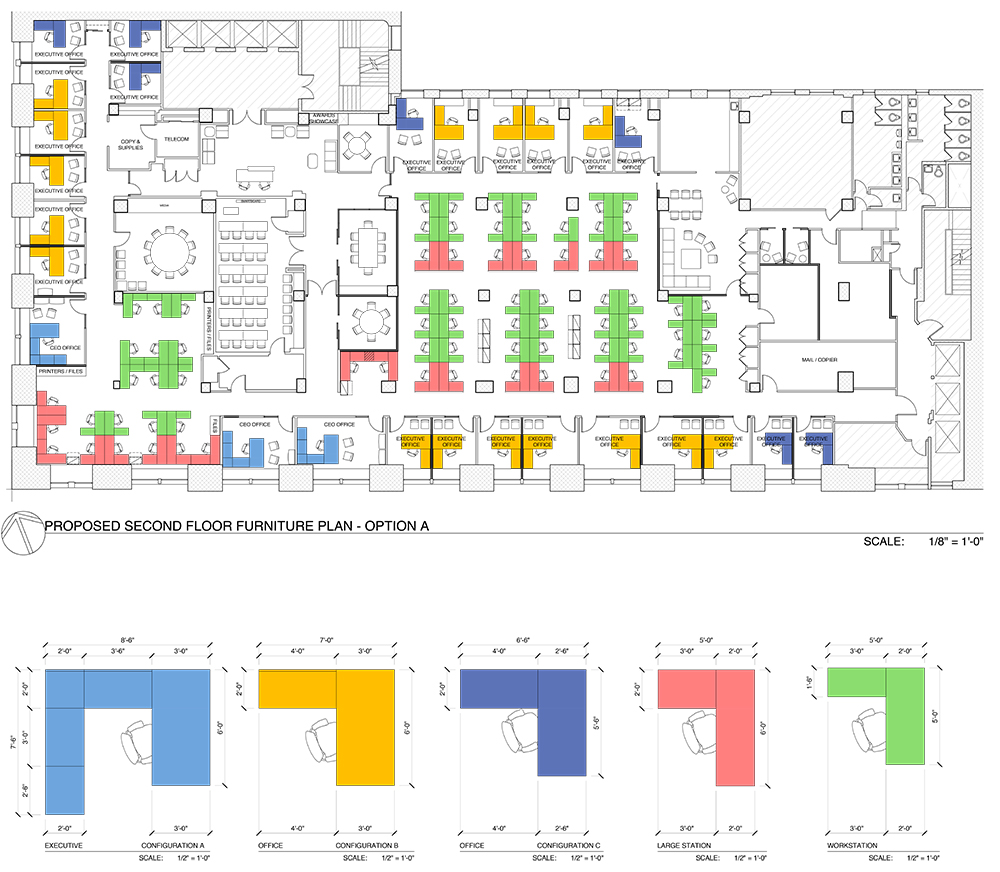 EXECUTIVE OFFICE
EXECUTIVE OFFICE
EXECUTIVE OFFICE
EXECUTIVE OFFICE
EXECUTIVE OFFICE
EXECUTIVE OFFICE
EXECUTIVE OFFICE
EXECUTIVE OFFICE
CEO OFFICE
PRINTERS / FILES
COPY &
SUPPLIES
TELECOM
AWARDS
SHOWCASE
PRINTERS / FILES
EXECUTIVE
OFFICE
EXECUTIVE
OFFICE
EXECUTIVE
OFFICE
EXECUTIVE
OFFICE
EXECUTIVE
OFFICE
EXECUTIVE
OFFICE
MAIL / COPIER
FILES
CEO OFFICE
CEO OFFICE
EXECUTIVE
OFFICE
EXECUTIVE
OFFICE
EXECUTIVE
OFFICE
EXECUTIVE
OFFICE
EXECUTIVE
OFFICE
EXECUTIVE
OFFICE
EXECUTIVE
OFFICE
EXECUTIVE
OFFICE
EXECUTIVE
OFFICE
PROPOSED SECOND FLOOR FURNITURE PLAN - OPTION A
SCALE: 1/8" = 1'-0"
8'-6"
2'-0" 3'-6" 3'-0"
2'-0"
7'-6"
3'-0"
2'-6"
6'-0"
2'-0" 3'-0"
EXECUTIVE CONFIGURATION A
SCALE: 1/2" = 1'-0"
7'-0"
4'-0" 3'-0"
2'-0"
6'-0"
4'-0" 3'-0"
OFFICE CONFIGURATION B
SCALE: 1/2" = 1'-0"
6'-6"
4'-0" 2'-6"
2'-0"
5'-6"
4'-0" 2'-6"
OFFICE CONFIGURATION C
SCALE: 1/2" = 1'-0"
5'-0"
3'-0" 2'-0"
2'-0"
6'-0"
3'-0" 2'-0"
LARGE STATION
SCALE: 1/2" = 1'-0"
5'-0"
3'-0" 2'-0"
1'-6"
5'-0"
3'-0" 2'-0"
WORKSTATION
SCALE: 1/2" = 1'-0"